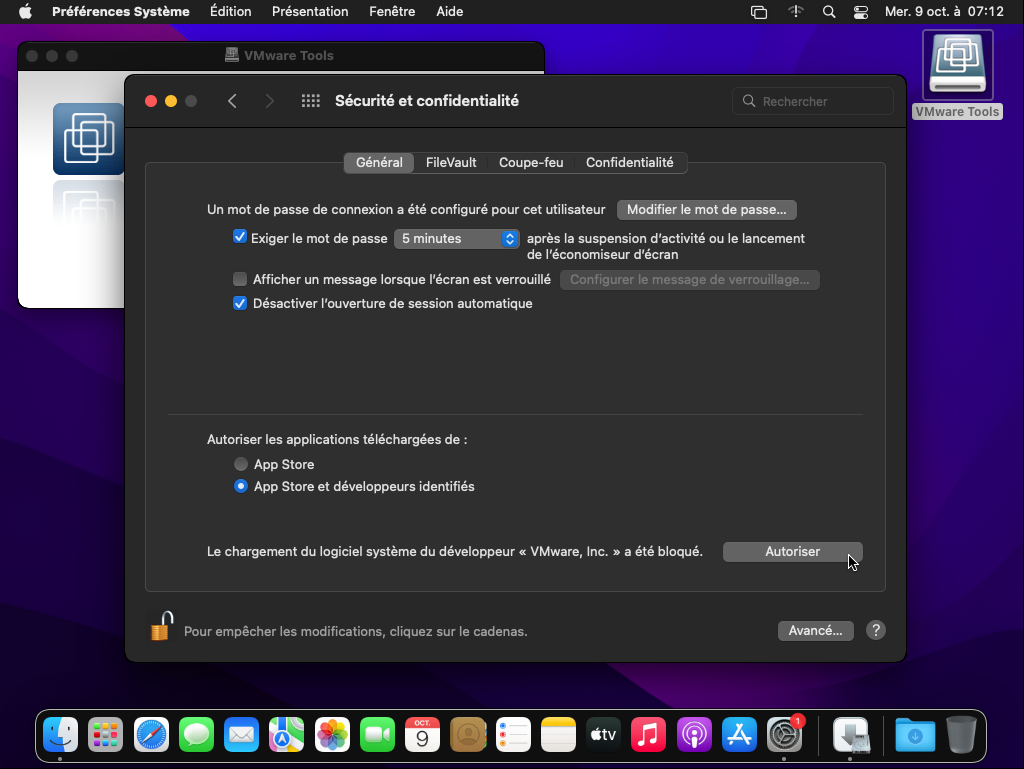 Préférences Système Édition Présentation Fenêtre Aide Mer. 9 oct. à 07:12
VMware Tools
VMware Tools
Sécurité et confidentialité
Rechercher
Général FileVault Coupe-feu Confidentialité
Un mot de passe de connexion a été configuré pour cet utilisateur Modifier le mot de passe...
Exiger le mot de passe 5 minutes après la suspension d'activité ou le lancement
de l'économiseur d'écran
Afficher un message lorsque l'écran est verrouillé Configurer le message de verrouillage...
Désactiver l'ouverture de session automatique
Autoriser les applications téléchargées de :
App Store
App Store et développeurs identifiés
Le chargement du logiciel système du développeur « VMware, Inc. » a été bloqué. Autoriser
Pour empêcher les modifications, cliquez sur le cadenas. Avancé... ?
OCT.
9
tv
1